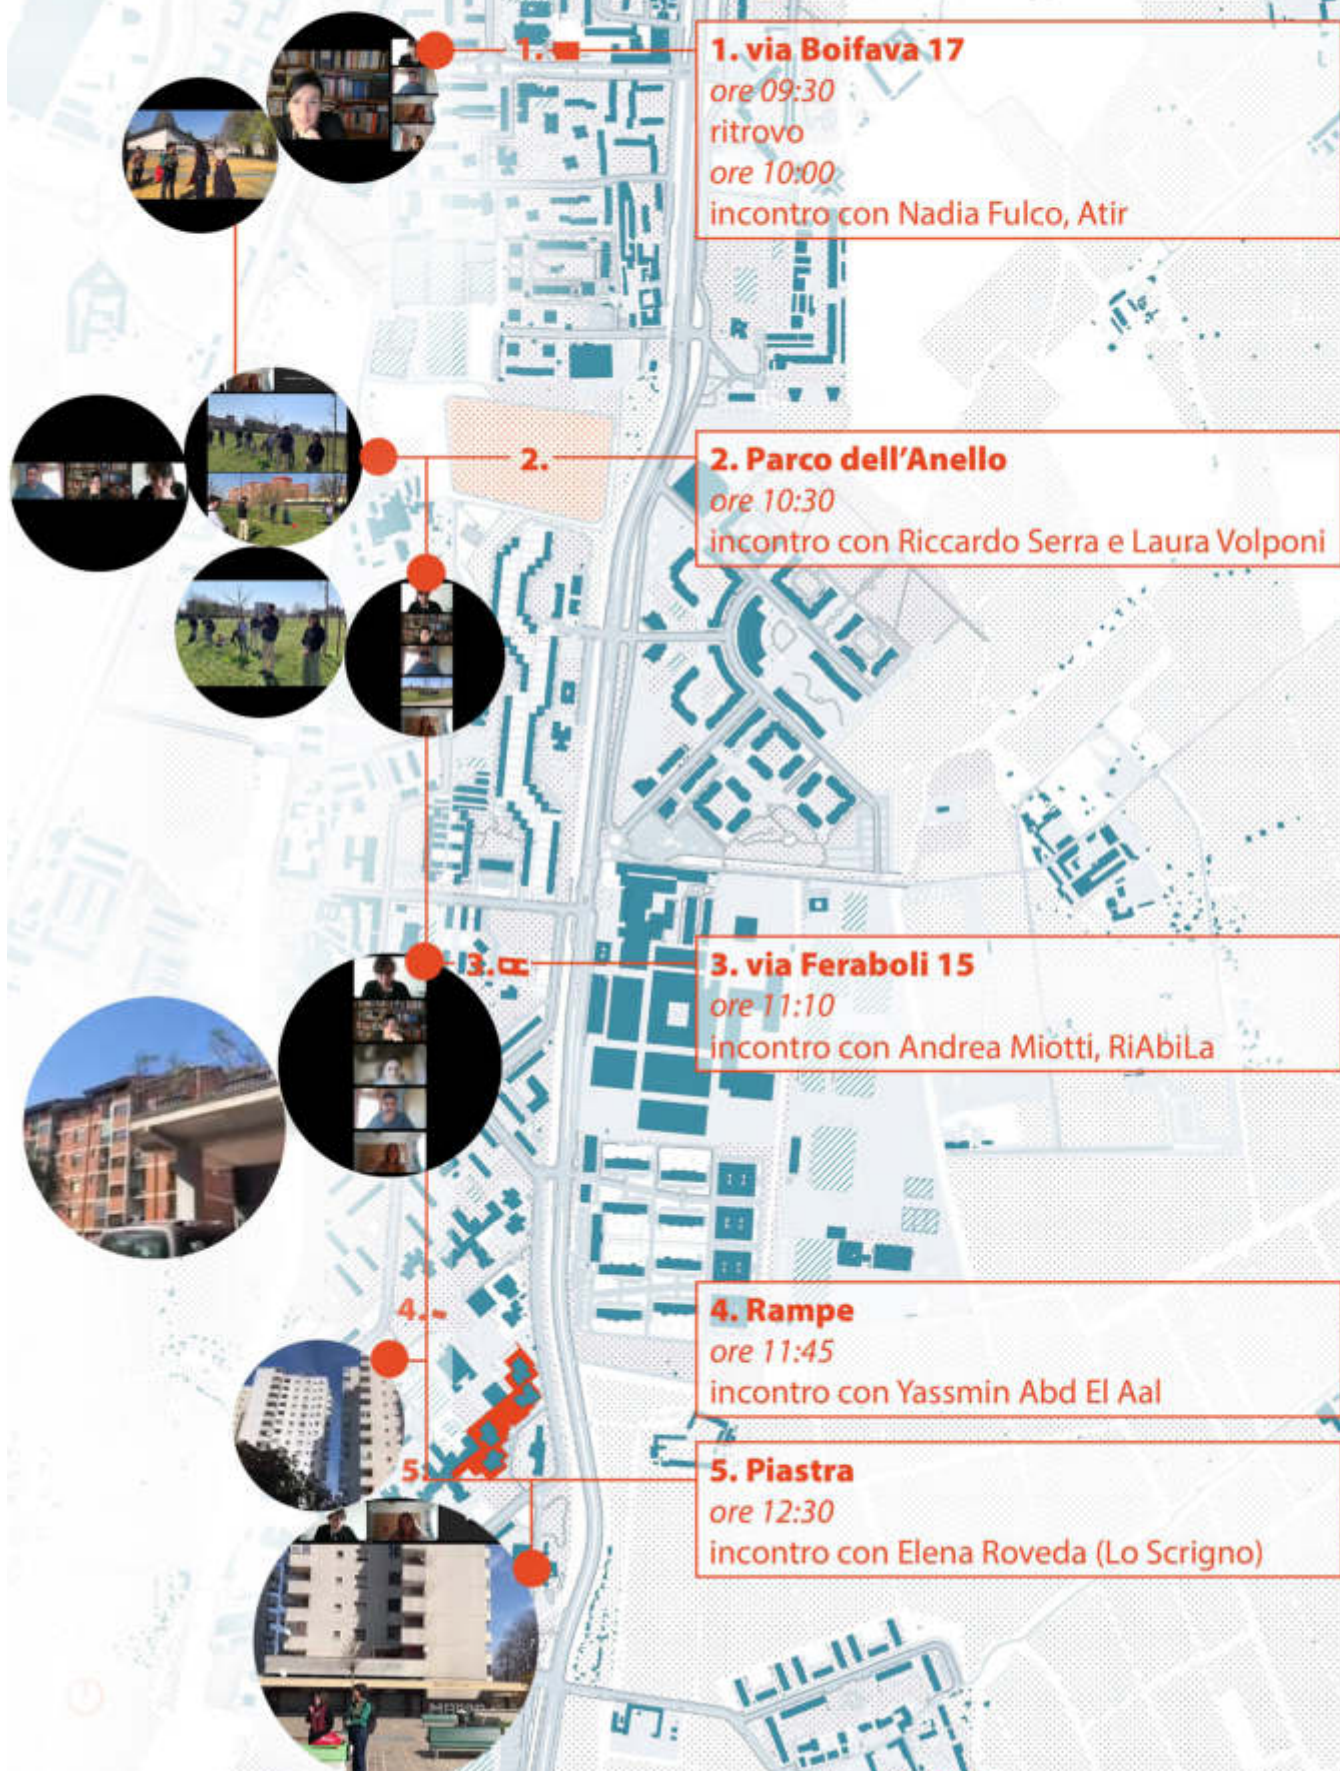 1.
1. via Boifava 17
ore 09:30
ritrovo
ore 10:00
incontro con Nadia Fulco, Atir
2.
2. Parco dell'Anello
ore 10:30
incontro con Riccardo Serra e Laura Volponi
3.
3. via Feraboli 15
ore 11:10
incontro con Andrea Miotti, RiAbiLa
4.
4. Rampe
ore 11:45
incontro con Yassmin Abd El Aal
5.
5. Piastra
ore 12:30
incontro con Elena Roveda (Lo Scrigno)